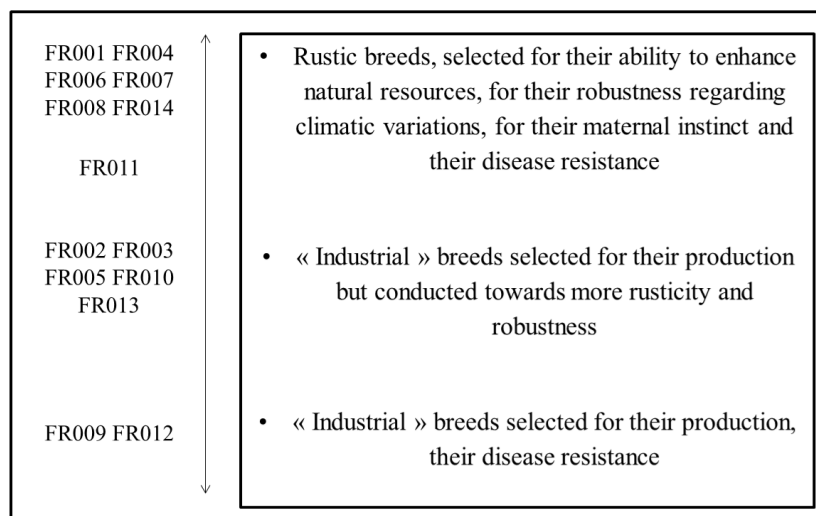 FR001 FR004
FR006 FR007
FR008 FR014
FR011
FR002 FR003
FR005 FR010
FR013
FR009 FR012
• Rustic breeds, selected for their ability to enhance
natural resources, for their robustness regarding
climatic variations, for their maternal instinct and
their disease resistance
• « Industrial » breeds selected for their production
but conducted towards more rusticity and
robustness
• « Industrial » breeds selected for their production,
their disease resistance